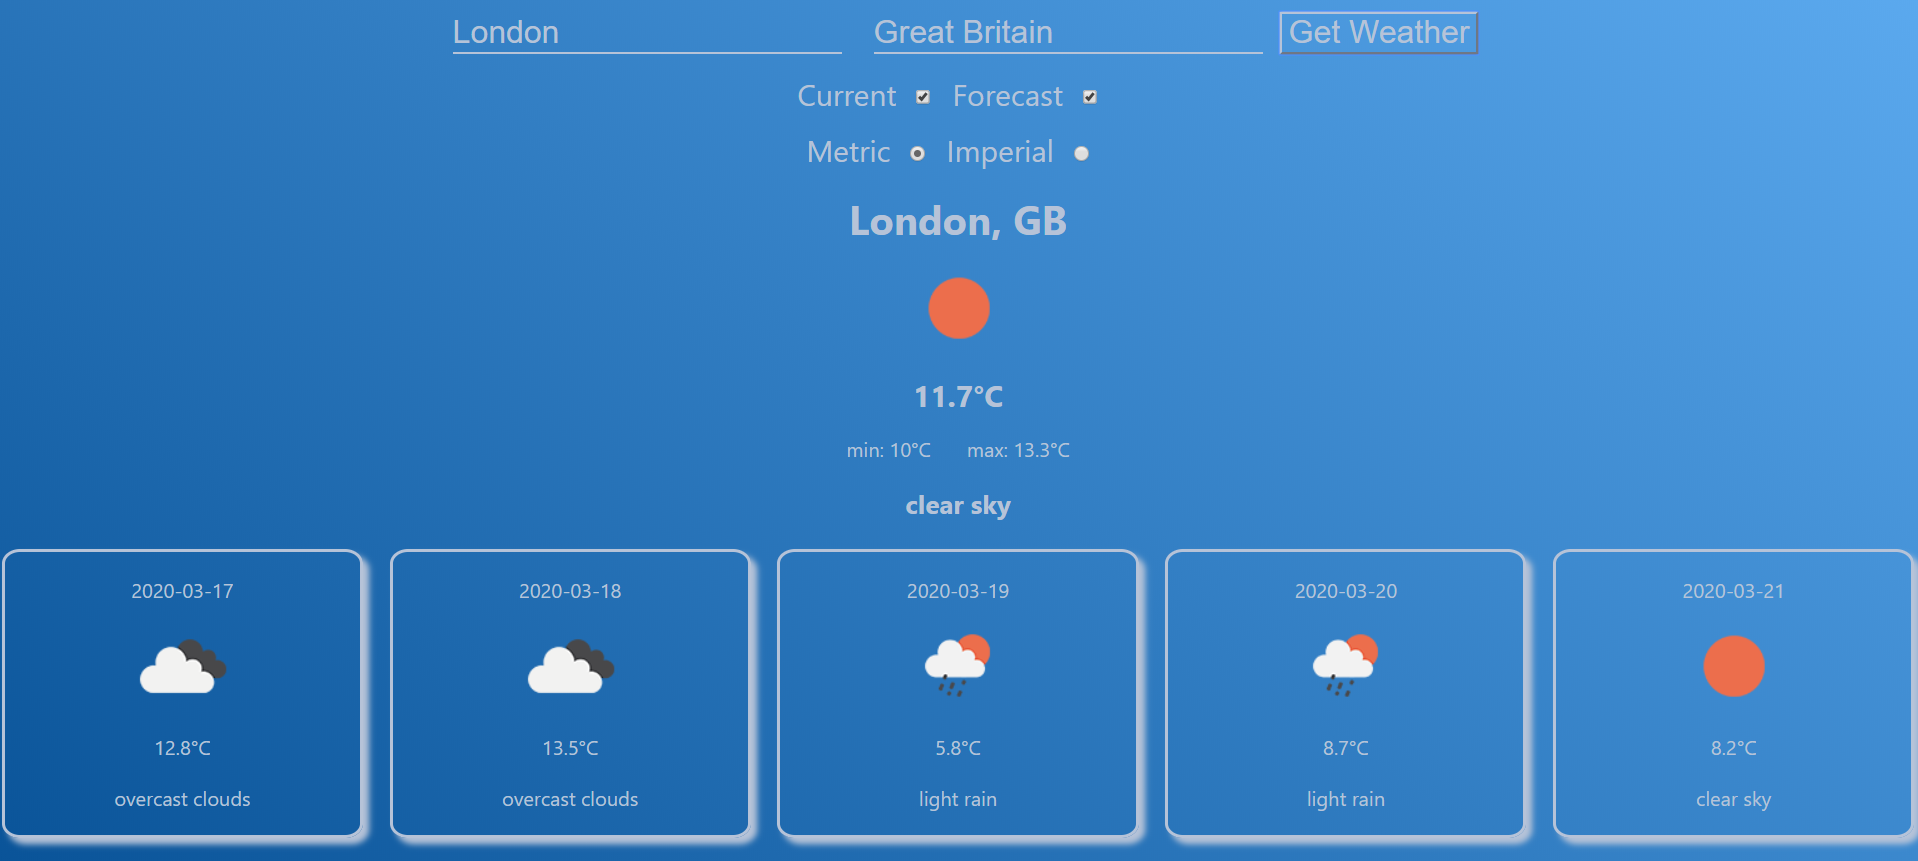 London Great Britain Get Weather
Current Forecast
Metric Imperial
London, GB
11.7°C
min: 10°C max: 13.3°C
clear sky
2020-03-17
12.8°C
overcast clouds
2020-03-18
13.5°C
overcast clouds
2020-03-19
5.8°C
light rain
2020-03-20
8.7°C
light rain
2020-03-21
8.2°C
clear sky